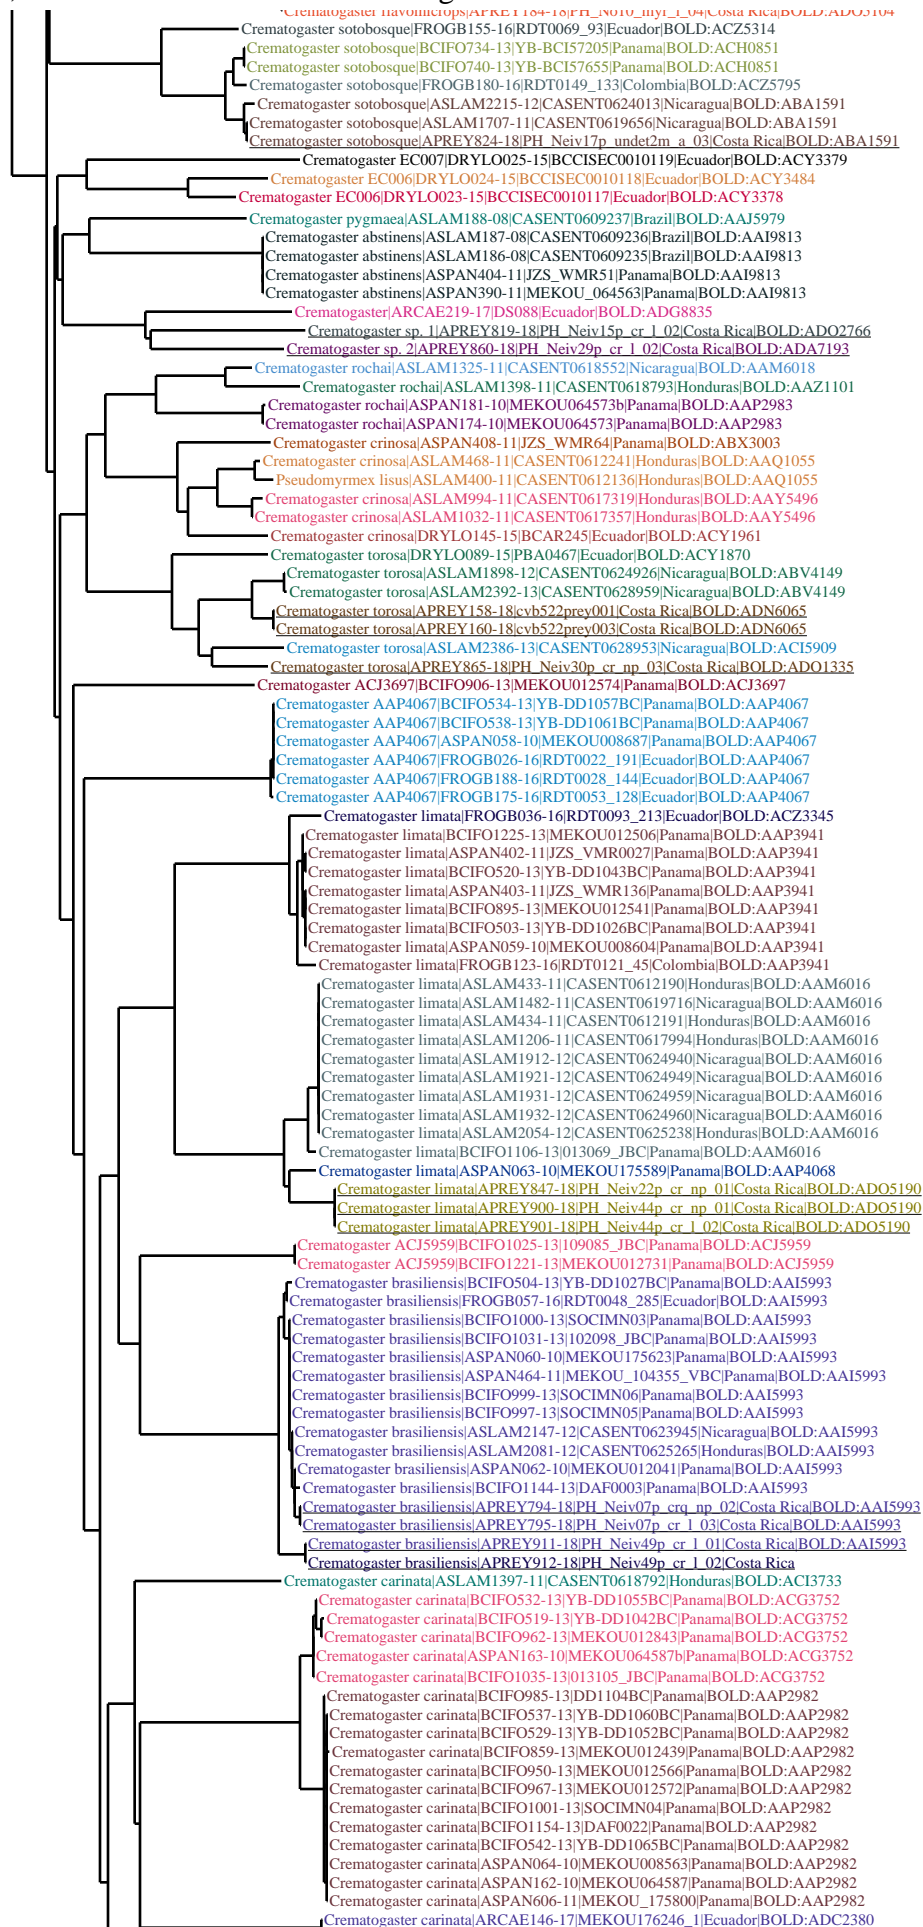 Crematogaster flavomicrops|APREY184-18|PH_No10_myr_l_04|Costa Rica|BOLD:ADO5104
Crematogaster sotobosque|FROGB155-16|RDT0069_93|Ecuador|BOLD:ACZ5314
Crematogaster sotobosque|BCIFO734-13|YB-BCI57205|Panama|BOLD:ACH0851
Crematogaster sotobosque|BCIFO740-13|YB-BCI57655|Panama|BOLD:ACH0851
Crematogaster sotobosque|FROGB180-16|RDT0149_133|Colombia|BOLD:ACZ5795
Crematogaster sotobosque|ASLAM2215-12|CASENT0624013|Nicaragua|BOLD:ABA1591
Crematogaster sotobosque|ASLAM1707-11|CASENT0619656|Nicaragua|BOLD:ABA1591
Crematogaster sotobosque|APREY824-18|PH_Neiv17p_undet2m_a_03|Costa Rica|BOLD:ABA1591
Crematogaster EC007|DRYLO025-15|BCCISEC0010119|Ecuador|BOLD:ACY3379
Crematogaster EC006|DRYLO024-15|BCCISEC0010118|Ecuador|BOLD:ACY3484
Crematogaster EC006|DRYLO023-15|BCCISEC0010117|Ecuador|BOLD:ACY3378
Crematogaster pygmaea|ASLAM188-08|CASENT0609237|Brazil|BOLD:AAJ5979
Crematogaster abstinens|ASLAM187-08|CASENT0609236|Brazil|BOLD:AAI9813
Crematogaster abstinens|ASLAM186-08|CASENT0609235|Brazil|BOLD:AAI9813
Crematogaster abstinens|ASPAN404-11|JZS_WMR51|Panama|BOLD:AAI9813
Crematogaster abstinens|ASPAN390-11|MEKOU_064563|Panama|BOLD:AAI9813
Crematogaster|ARCAE219-17|DS088|Ecuador|BOLD:ADG8835
Crematogaster sp. 1|APREY819-18|PH_Neiv15p_cr_l_02|Costa Rica|BOLD:ADO2766
Crematogaster sp. 2|APREY860-18|PH_Neiv29p_cr_l_02|Costa Rica|BOLD:ADA7193
Crematogaster rochai|ASLAM1325-11|CASENT0618552|Nicaragua|BOLD:AAM6018
Crematogaster rochai|ASLAM1398-11|CASENT0618793|Honduras|BOLD:AAZ1101
Crematogaster rochai|ASPAN181-10|MEKOU064573b|Panama|BOLD:AAP2983
Crematogaster rochai|ASPAN174-10|MEKOU064573|Panama|BOLD:AAP2983
Crematogaster crinosa|ASPAN408-11|JZS_WMR64|Panama|BOLD:ABX3003
Crematogaster crinosa|ASLAM468-11|CASENT0612241|Honduras|BOLD:AAQ1055
Pseudomyrmex lisus|ASLAM400-11|CASENT0612136|Honduras|BOLD:AAQ1055
Crematogaster crinosa|ASLAM994-11|CASENT0617319|Honduras|BOLD:AAY5496
Crematogaster crinosa|ASLAM1032-11|CASENT0617357|Honduras|BOLD:AAY5496
Crematogaster crinosa|DRYLO145-15|BCAR245|Ecuador|BOLD:ACY1961
Crematogaster torosa|DRYLO089-15|PBA0467|Ecuador|BOLD:ACY1870
Crematogaster torosa|ASLAM1898-12|CASENT0624926|Nicaragua|BOLD:ABV4149
Crematogaster torosa|ASLAM2392-13|CASENT0628959|Nicaragua|BOLD:ABV4149
Crematogaster torosa|APREY158-18|cvb522prey001|Costa Rica|BOLD:ADN6065
Crematogaster torosa|APREY160-18|cvb522prey003|Costa Rica|BOLD:ADN6065
Crematogaster torosa|ASLAM2386-13|CASENT0628953|Nicaragua|BOLD:ACI5909
Crematogaster torosa|APREY865-18|PH_Neiv30p_cr_np_03|Costa Rica|BOLD:ADO1335
Crematogaster ACJ3697|BCIFO906-13|MEKOU012574|Panama|BOLD:ACJ3697
Crematogaster AAP4067|BCIFO534-13|YB-DD1057BC|Panama|BOLD:AAP4067
Crematogaster AAP4067|BCIFO538-13|YB-DD1061BC|Panama|BOLD:AAP4067
Crematogaster AAP4067|ASPAN058-10|MEKOU008687|Panama|BOLD:AAP4067
Crematogaster AAP4067|FROGB026-16|RDT0022_191|Ecuador|BOLD:AAP4067
Crematogaster AAP4067|FROGB188-16|RDT0028_144|Ecuador|BOLD:AAP4067
Crematogaster AAP4067|FROGB175-16|RDT0053_128|Ecuador|BOLD:AAP4067
Crematogaster limata|FROGB036-16|RDT0093_213|Ecuador|BOLD:ACZ3345
Crematogaster limata|BCIFO1225-13|MEKOU012506|Panama|BOLD:AAP3941
Crematogaster limata|ASPAN402-11|JZS_VMR0027|Panama|BOLD:AAP3941
Crematogaster limata|BCIFO520-13|YB-DD1043BC|Panama|BOLD:AAP3941
Crematogaster limata|ASPAN403-11|JZS_WMR136|Panama|BOLD:AAP3941
Crematogaster limata|BCIFO895-13|MEKOU012541|Panama|BOLD:AAP3941
Crematogaster limata|BCIFO503-13|YB-DD1026BC|Panama|BOLD:AAP3941
Crematogaster limata|ASPAN059-10|MEKOU008604|Panama|BOLD:AAP3941
Crematogaster limata|FROGB123-16|RDT0121_45|Colombia|BOLD:AAP3941
Crematogaster limata|ASLAM433-11|CASENT0612190|Honduras|BOLD:AAM6016
Crematogaster limata|ASLAM1482-11|CASENT0619716|Nicaragua|BOLD:AAM6016
Crematogaster limata|ASLAM434-11|CASENT0612191|Honduras|BOLD:AAM6016
Crematogaster limata|ASLAM1206-11|CASENT0617994|Honduras|BOLD:AAM6016
Crematogaster limata|ASLAM1912-12|CASENT0624940|Nicaragua|BOLD:AAM6016
Crematogaster limata|ASLAM1921-12|CASENT0624949|Nicaragua|BOLD:AAM6016
Crematogaster limata|ASLAM1931-12|CASENT0624959|Nicaragua|BOLD:AAM6016
Crematogaster limata|ASLAM1932-12|CASENT0624960|Nicaragua|BOLD:AAM6016
Crematogaster limata|ASLAM2054-12|CASENT0625238|Honduras|BOLD:AAM6016
Crematogaster limata|BCIFO1106-13|013069_JBC|Panama|BOLD:AAM6016
Crematogaster limata|ASPAN063-10|MEKOU175589|Panama|BOLD:AAP4068
Crematogaster limata|APREY847-18|PH_Neiv22p_cr_np_01|Costa Rica|BOLD:ADO5190
Crematogaster limata|APREY900-18|PH_Neiv44p_cr_np_01|Costa Rica|BOLD:ADO5190
Crematogaster limata|APREY901-18|PH_Neiv44p_cr_l_02|Costa Rica|BOLD:ADO5190
Crematogaster ACJ5959|BCIFO1025-13|109085_JBC|Panama|BOLD:ACJ5959
Crematogaster ACJ5959|BCIFO1221-13|MEKOU012731|Panama|BOLD:ACJ5959
Crematogaster brasiliensis|BCIFO504-13|YB-DD1027BC|Panama|BOLD:AAI5993
Crematogaster brasiliensis|FROGB057-16|RDT0048_285|Ecuador|BOLD:AAI5993
Crematogaster brasiliensis|BCIFO1000-13|SOCIMN03|Panama|BOLD:AAI5993
Crematogaster brasiliensis|BCIFO1031-13|102098_JBC|Panama|BOLD:AAI5993
Crematogaster brasiliensis|ASPAN060-10|MEKOU175623|Panama|BOLD:AAI5993
Crematogaster brasiliensis|ASPAN464-11|MEKOU_104355_VBC|Panama|BOLD:AAI5993
Crematogaster brasiliensis|BCIFO999-13|SOCIMN06|Panama|BOLD:AAI5993
Crematogaster brasiliensis|BCIFO997-13|SOCIMN05|Panama|BOLD:AAI5993
Crematogaster brasiliensis|ASLAM2147-12|CASENT0623945|Nicaragua|BOLD:AAI5993
Crematogaster brasiliensis|ASLAM2081-12|CASENT0625265|Honduras|BOLD:AAI5993
Crematogaster brasiliensis|ASPAN062-10|MEKOU012041|Panama|BOLD:AAI5993
Crematogaster brasiliensis|BCIFO1144-13|DAF0003|Panama|BOLD:AAI5993
Crematogaster brasiliensis|APREY794-18|PH_Neiv07p_crq_np_02|Costa Rica|BOLD:AAI5993
Crematogaster brasiliensis|APREY795-18|PH_Neiv07p_cr_l_03|Costa Rica|BOLD:AAI5993
Crematogaster brasiliensis|APREY911-18|PH_Neiv49p_cr_l_01|Costa Rica|BOLD:AAI5993
Crematogaster brasiliensis|APREY912-18|PH_Neiv49p_cr_l_02|Costa Rica
Crematogaster carinata|ASLAM1397-11|CASENT0618792|Honduras|BOLD:ACI3733
Crematogaster carinata|BCIFO532-13|YB-DD1055BC|Panama|BOLD:ACG3752
Crematogaster carinata|BCIFO519-13|YB-DD1042BC|Panama|BOLD:ACG3752
Crematogaster carinata|BCIFO962-13|MEKOU012843|Panama|BOLD:ACG3752
Crematogaster carinata|ASPAN163-10|MEKOU064587b|Panama|BOLD:ACG3752
Crematogaster carinata|BCIFO1035-13|013105_JBC|Panama|BOLD:ACG3752
Crematogaster carinata|BCIFO985-13|DD1104BC|Panama|BOLD:AAP2982
Crematogaster carinata|BCIFO537-13|YB-DD1060BC|Panama|BOLD:AAP2982
Crematogaster carinata|BCIFO529-13|YB-DD1052BC|Panama|BOLD:AAP2982
Crematogaster carinata|BCIFO859-13|MEKOU012439|Panama|BOLD:AAP2982
Crematogaster carinata|BCIFO950-13|MEKOU012566|Panama|BOLD:AAP2982
Crematogaster carinata|BCIFO967-13|MEKOU012572|Panama|BOLD:AAP2982
Crematogaster carinata|BCIFO1001-13|SOCIMN04|Panama|BOLD:AAP2982
Crematogaster carinata|BCIFO1154-13|DAF0022|Panama|BOLD:AAP2982
Crematogaster carinata|BCIFO542-13|YB-DD1065BC|Panama|BOLD:AAP2982
Crematogaster carinata|ASPAN064-10|MEKOU008563|Panama|BOLD:AAP2982
Crematogaster carinata|ASPAN162-10|MEKOU064587|Panama|BOLD:AAP2982
Crematogaster carinata|ASPAN606-11|MEKOU_175800|Panama|BOLD:AAP2982
Crematogaster carinata|ARCAE146-17|MEKOU176246_1|Ecuador|BOLD:ADC2380